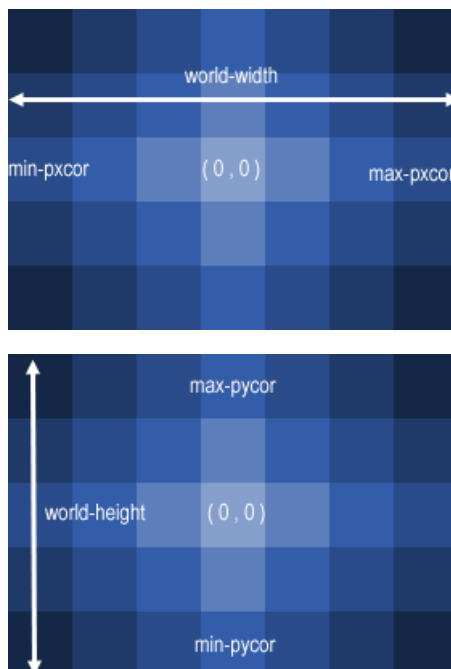 world-width
min-pxcor (0,0) max-pxcor
max-pycor
world-height (0,0)
min-pycor